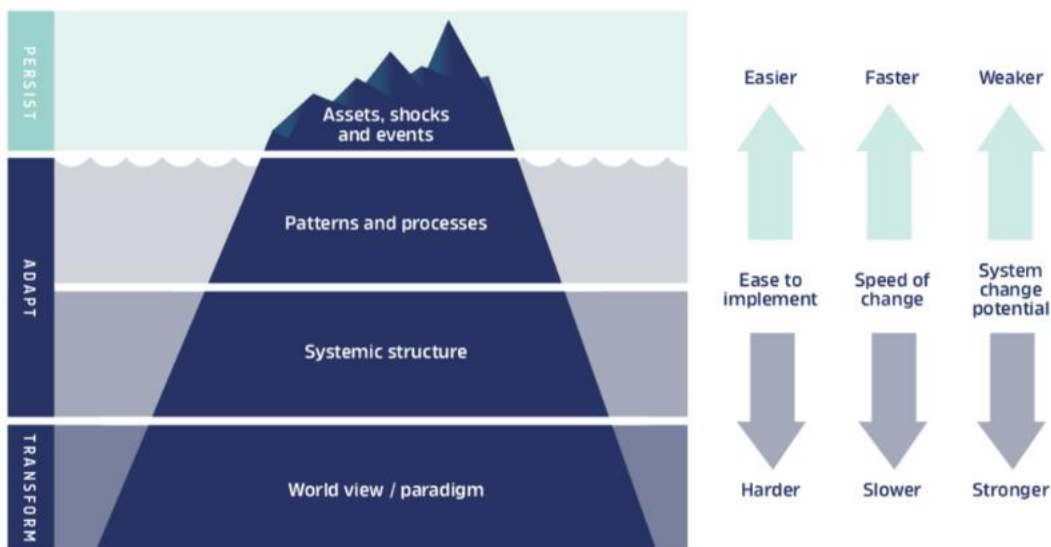 PERSIST
Assets, shocks
and events
ADAPT
Patterns and processes
Systemic structure
TRANSFORM
World view / paradigm
Easier
Faster
Weaker
Ease to
implement
Speed of
change
System
change
potential
Harder
Slower
Stronger